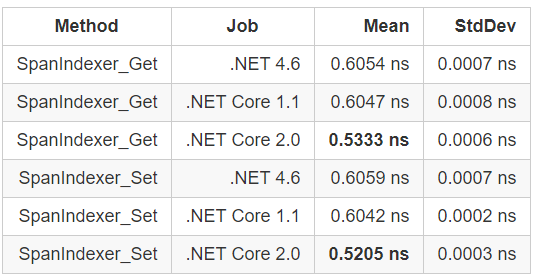 Method Job Mean StdDev
SpanIndexer_Get .NET 4.6 0.6054 ns 0.0007 ns
SpanIndexer_Get .NET Core 1.1 0.6047 ns 0.0008 ns
SpanIndexer_Get .NET Core 2.0 0.5333 ns 0.0006 ns
SpanIndexer_Set .NET 4.6 0.6059 ns 0.0007 ns
SpanIndexer_Set .NET Core 1.1 0.6042 ns 0.0002 ns
SpanIndexer_Set .NET Core 2.0 0.5205 ns 0.0003 ns